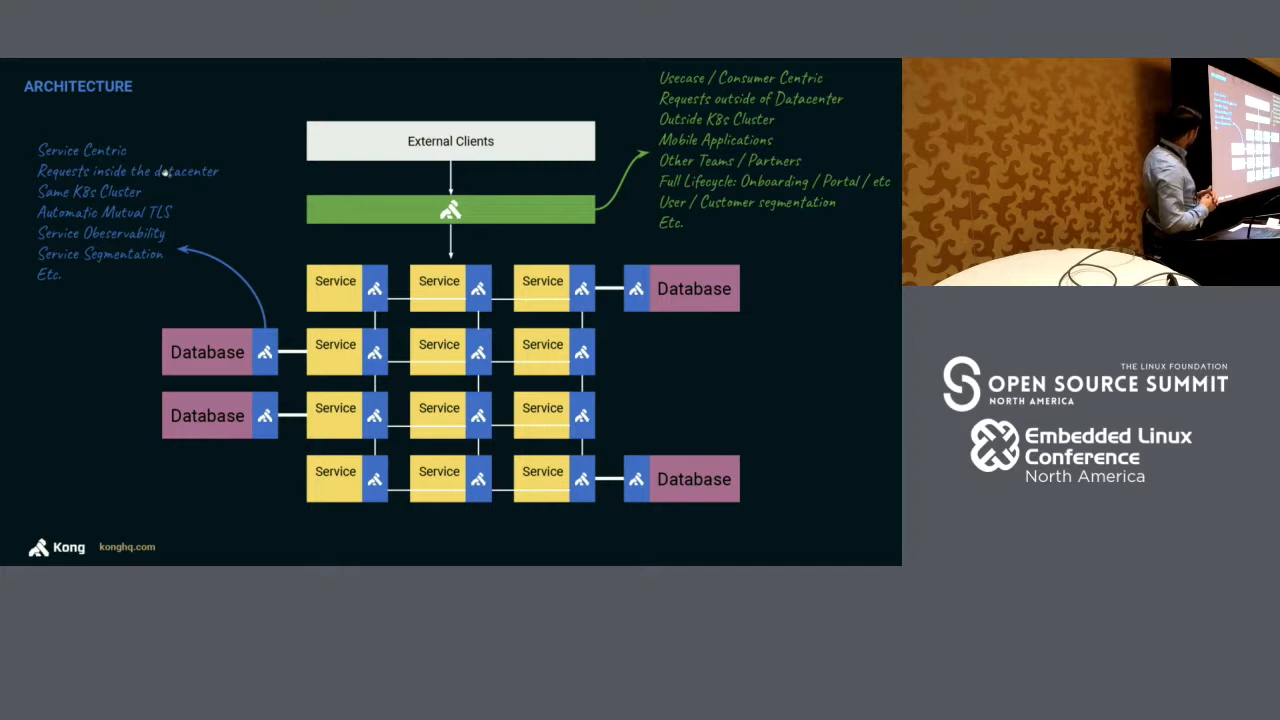 ARCHITECTURE
Service Centric
Requests inside the datacenter
Same K8s Cluster
Automatic Mutual TLS
Service Obeservability
Service Segmentation
Etc.
External Clients
Usecase / Consumer Centric
Requests outside of Datacenter
Outside K8s Cluster
Mobile Applications
Other Teams / Partners
Full Lifecycle: Onboarding / Portal / etc
User / Customer segmentation
Etc.
Service Service Service Database
Database Service Service Service
Database Service Service Service
Service Service Service Database
Kong konghq.com
THE LINUX FOUNDATION
OPEN SOURCE SUMMIT
NORTH AMERICA
Embedded Linux
Conference
North America